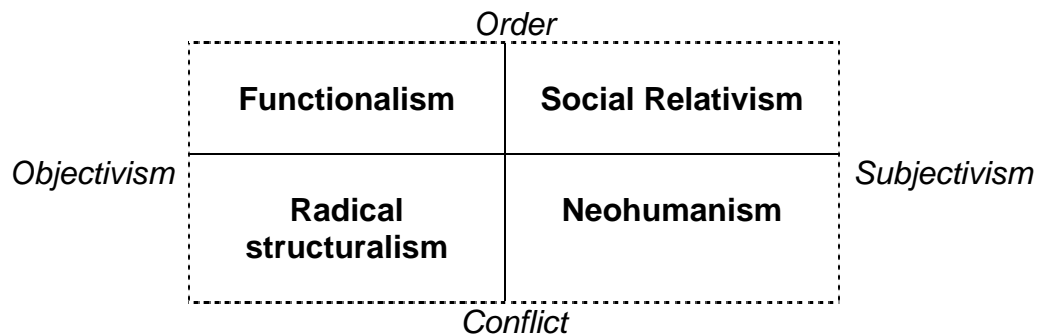 Order
Functionalism
Social Relativism
Objectivism
Subjectivism
Radical
structuralism
Neohumanism
Conflict